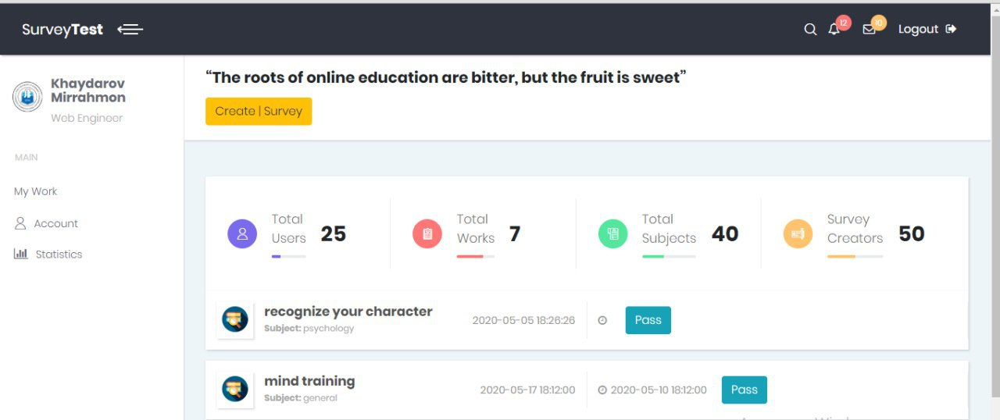 SurveyTest
12
10
Logout
Khaydarov
Mirrahmon
Web Engineer
MAIN
My Work
Account
Statistics
“The roots of online education are bitter, but the fruit is sweet”
Create | Survey
Total
Users
25
Total
Works
7
Total
Subjects
40
Survey
Creators
50
recognize your character
Subject: psychology
2020-05-05 18:26:26
Pass
mind training
Subject: general
2020-05-17 18:12:00
2020-05-10 18:12:00
Pass